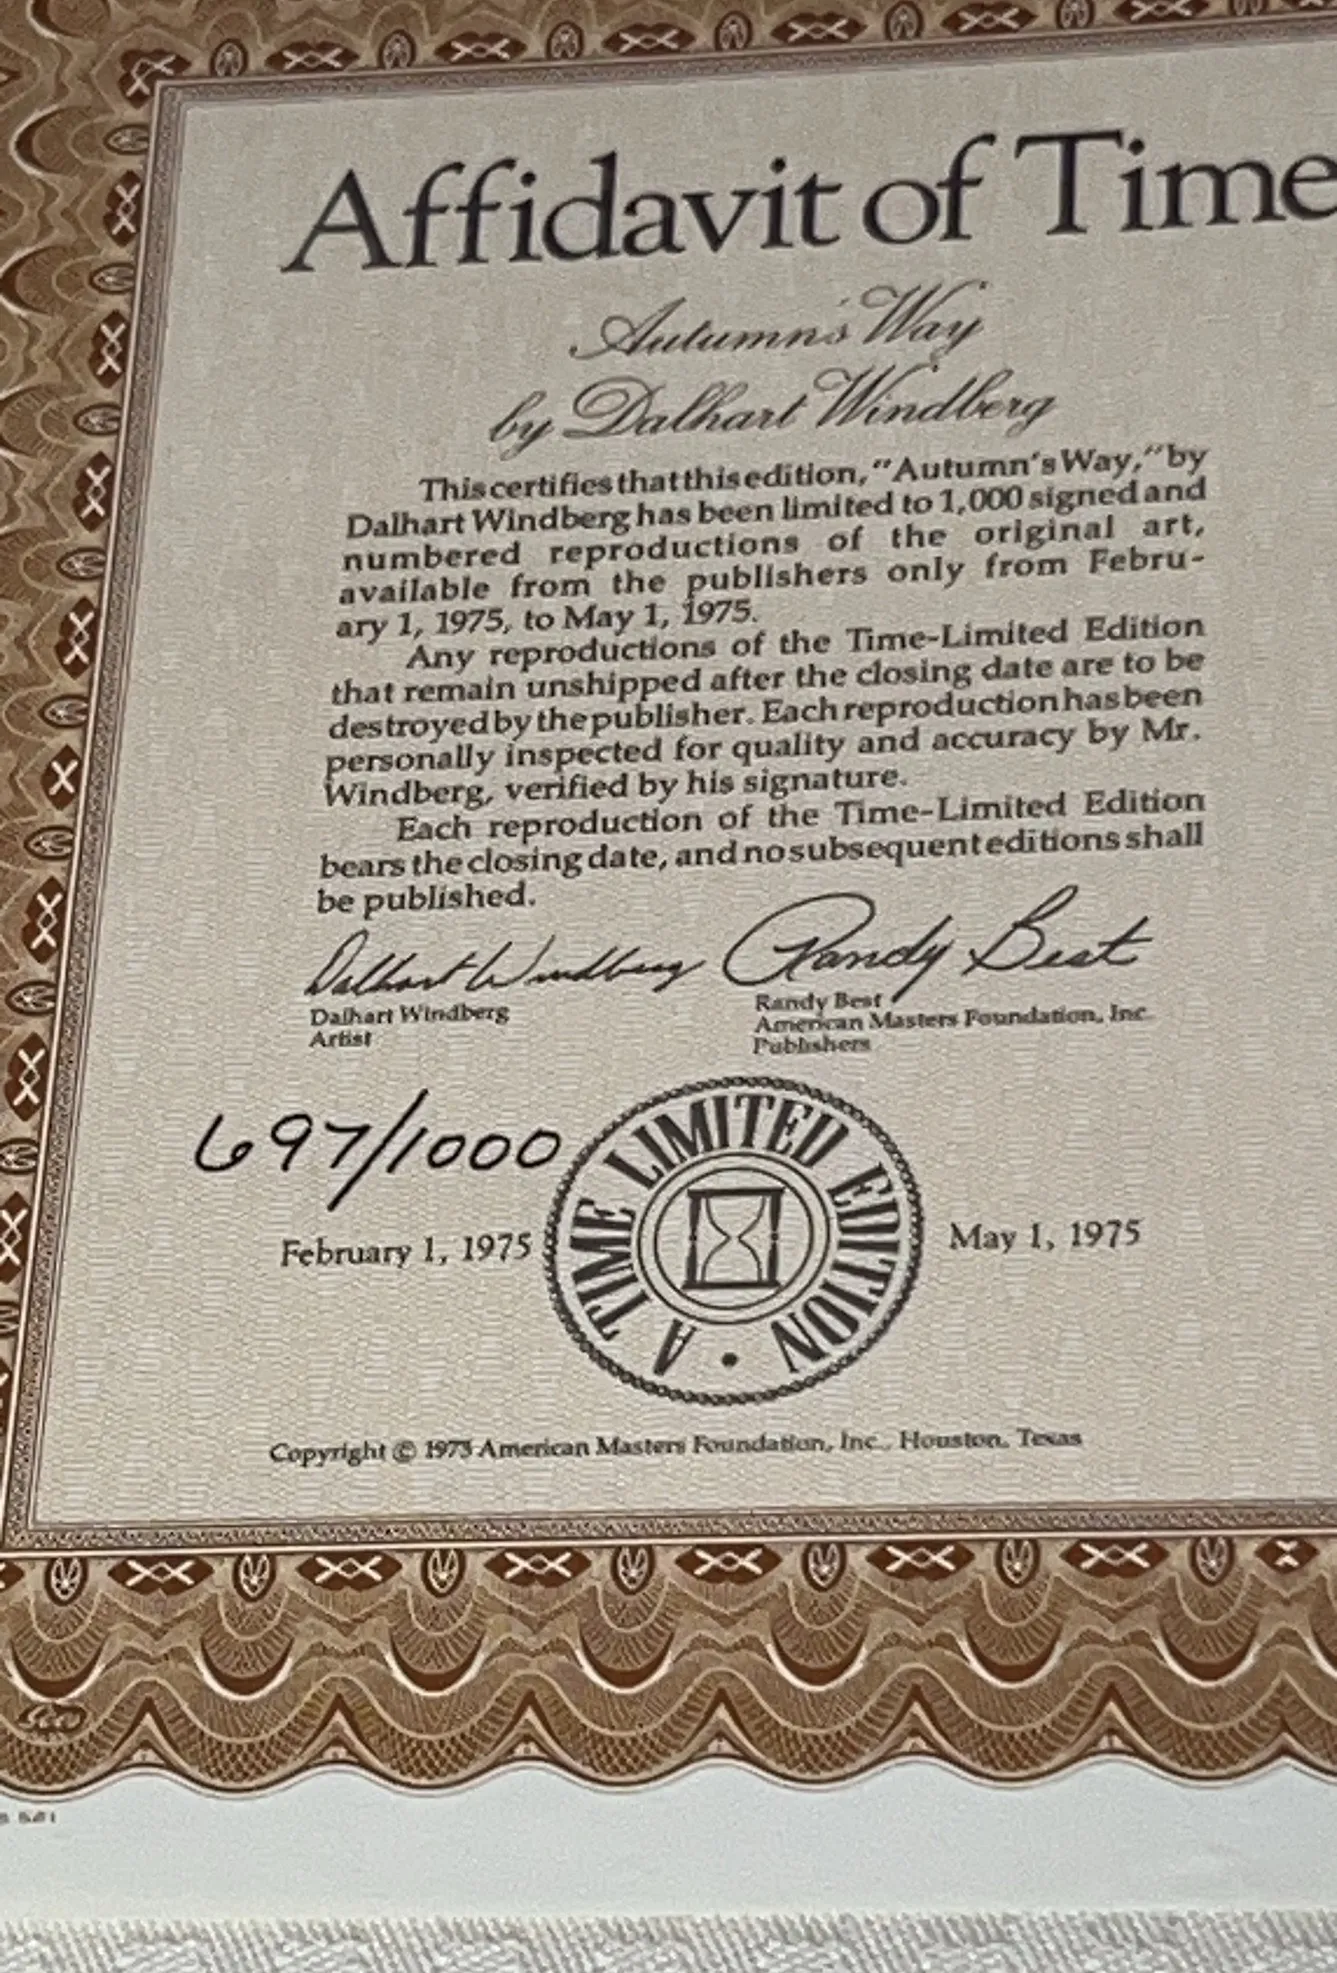 Affidavit of Time
Autumn's Way
by Dalhart Windberg
This certifies that this edition, "Autumn's Way," by
Dalhart Windberg has been limited to 1,000 signed and
numbered reproductions of the original art,
available from the publishers only from Febru-
ary 1, 1975, to May 1, 1975.
Any reproductions of the Time-Limited Edition
that remain unshipped after the closing date are to be
destroyed by the publisher. Each reproduction has been
personally inspected for quality and accuracy by Mr.
Windberg, verified by his signature.
Each reproduction of the Time-Limited Edition
bears the closing date, and no subsequent editions shall
be published.
Dalhart Windberg Randy Best
Dalhart Windberg
Artist
Randy Best
American Masters Foundation, Inc.
Publishers
697/1000
A TIME LIMITED EDITION •
February 1, 1975
May 1, 1975
Copyright © 1975 American Masters Foundation, Inc., Houston, Texas